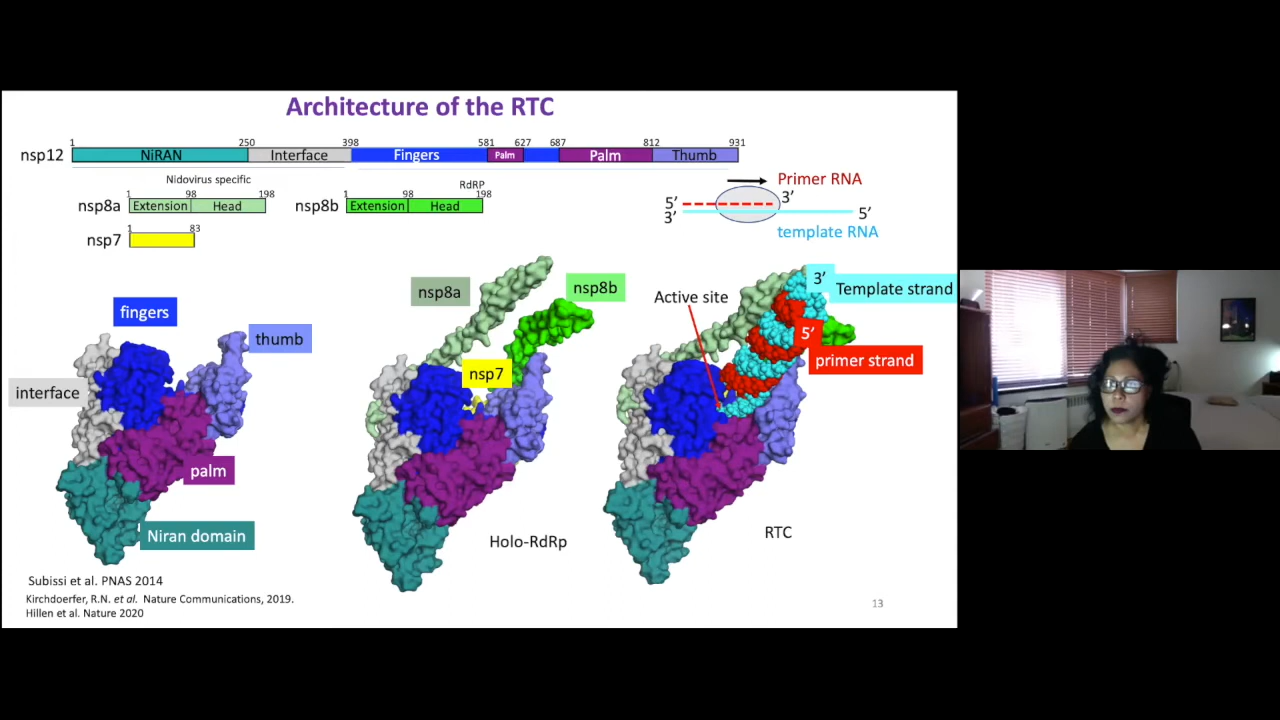 Architecture of the RTC
1 250 398 581 627 687 812 931
nsp12 NiRAN Interface Fingers Palm Palm Thumb
Nidovirus specific RdRP
1 98 198 1 98 198
nsp8a Extension Head nsp8b Extension Head
1 83
nsp7
Primer RNA
5' 3'
3' 5'
template RNA
fingers
thumb
interface
palm
Niran domain
nsp8a
nsp8b
nsp7
Holo-RdRp
Active site
3' Template strand
5'
primer strand
RTC
Subissi et al. PNAS 2014
Kirchdoerfer, R.N. et al. Nature Communications, 2019.
Hillen et al. Nature 2020
13